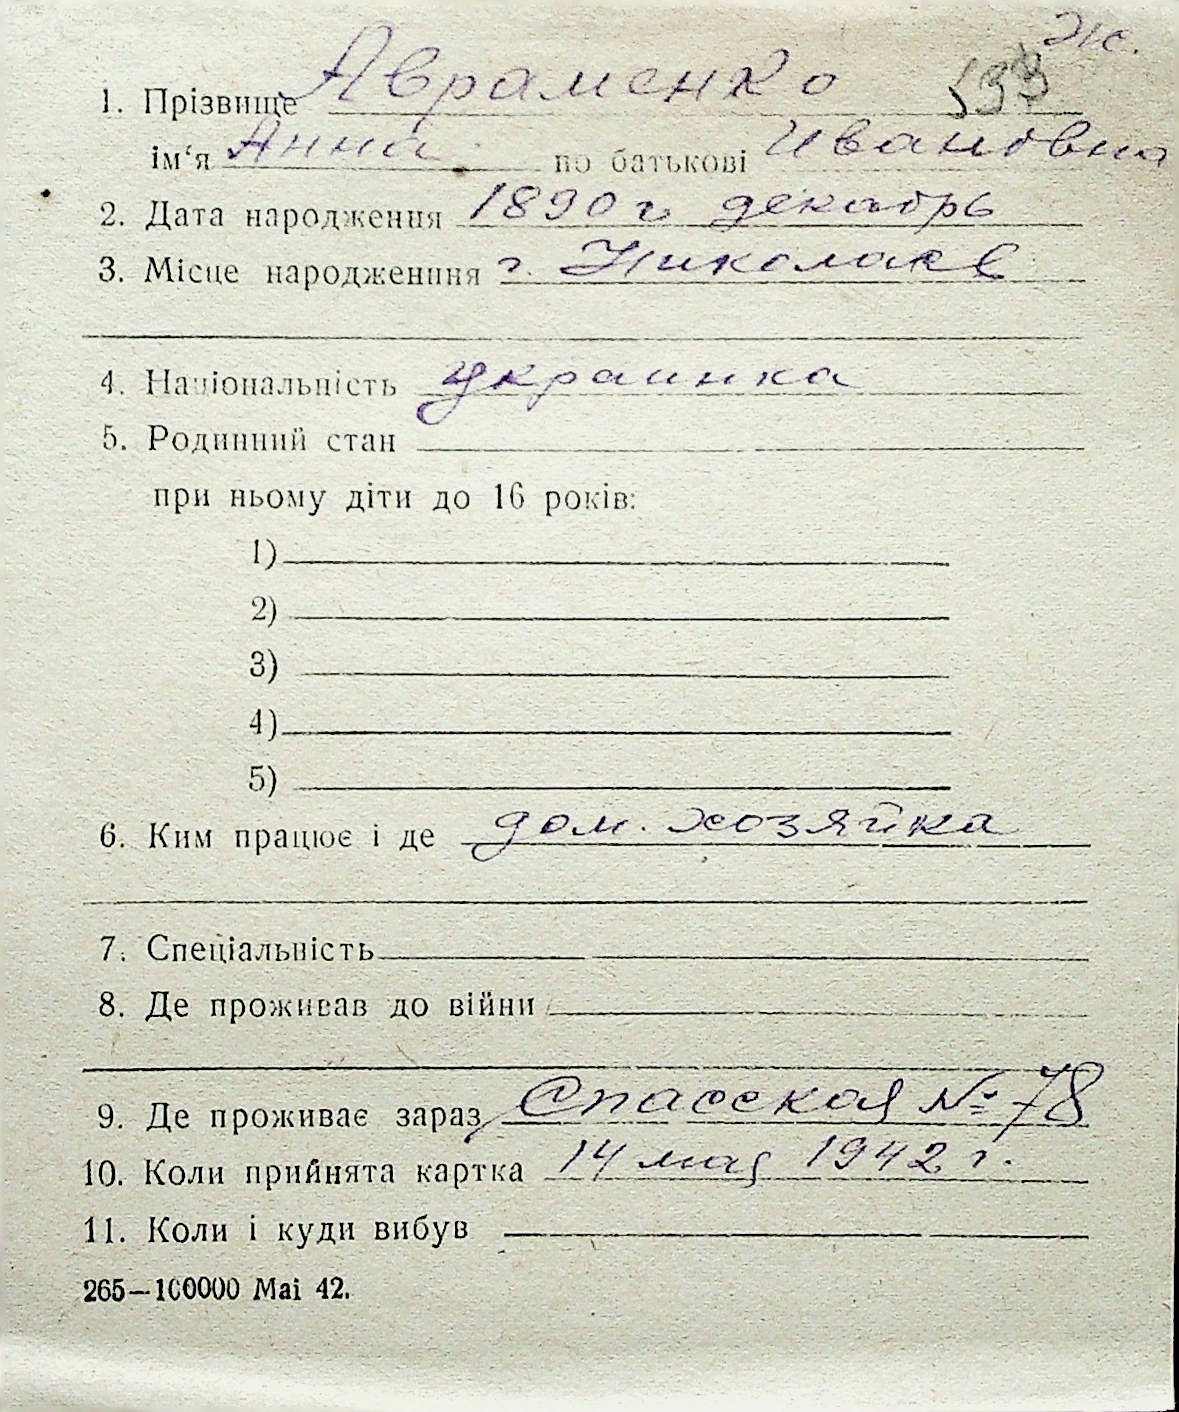 Ж.
1. Прізвище Авраменко
ім'я Анна по батькові Ивановна
2. Дата народження 1890 г. декабрь
3. Місце народженння г. Николаев
4. Національність украинка
5. Родинний стан
при ньому діти до 16 років:
1)
2)
3)
4)
5)
6. Ким працює і де дом. хозяйка
7. Спеціальність
8. Де проживав до війни
9. Де проживає зараз Спасская № 78
10. Коли прийнята картка 14 мая 1942 г.
11. Коли і куди вибув
265—100000 Mai 42.